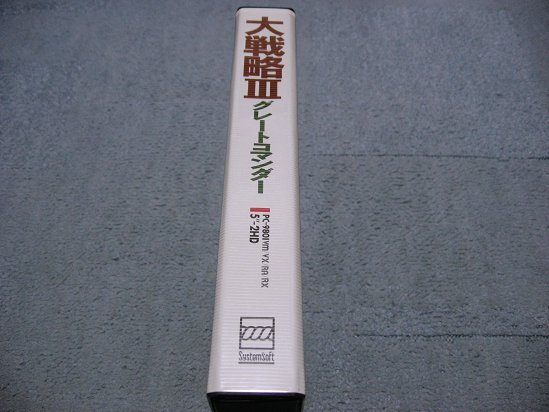 大戦略III
グレートコマンダー
PC-9801VM/VX/RA/RX
5"-2HD
SystemSoft